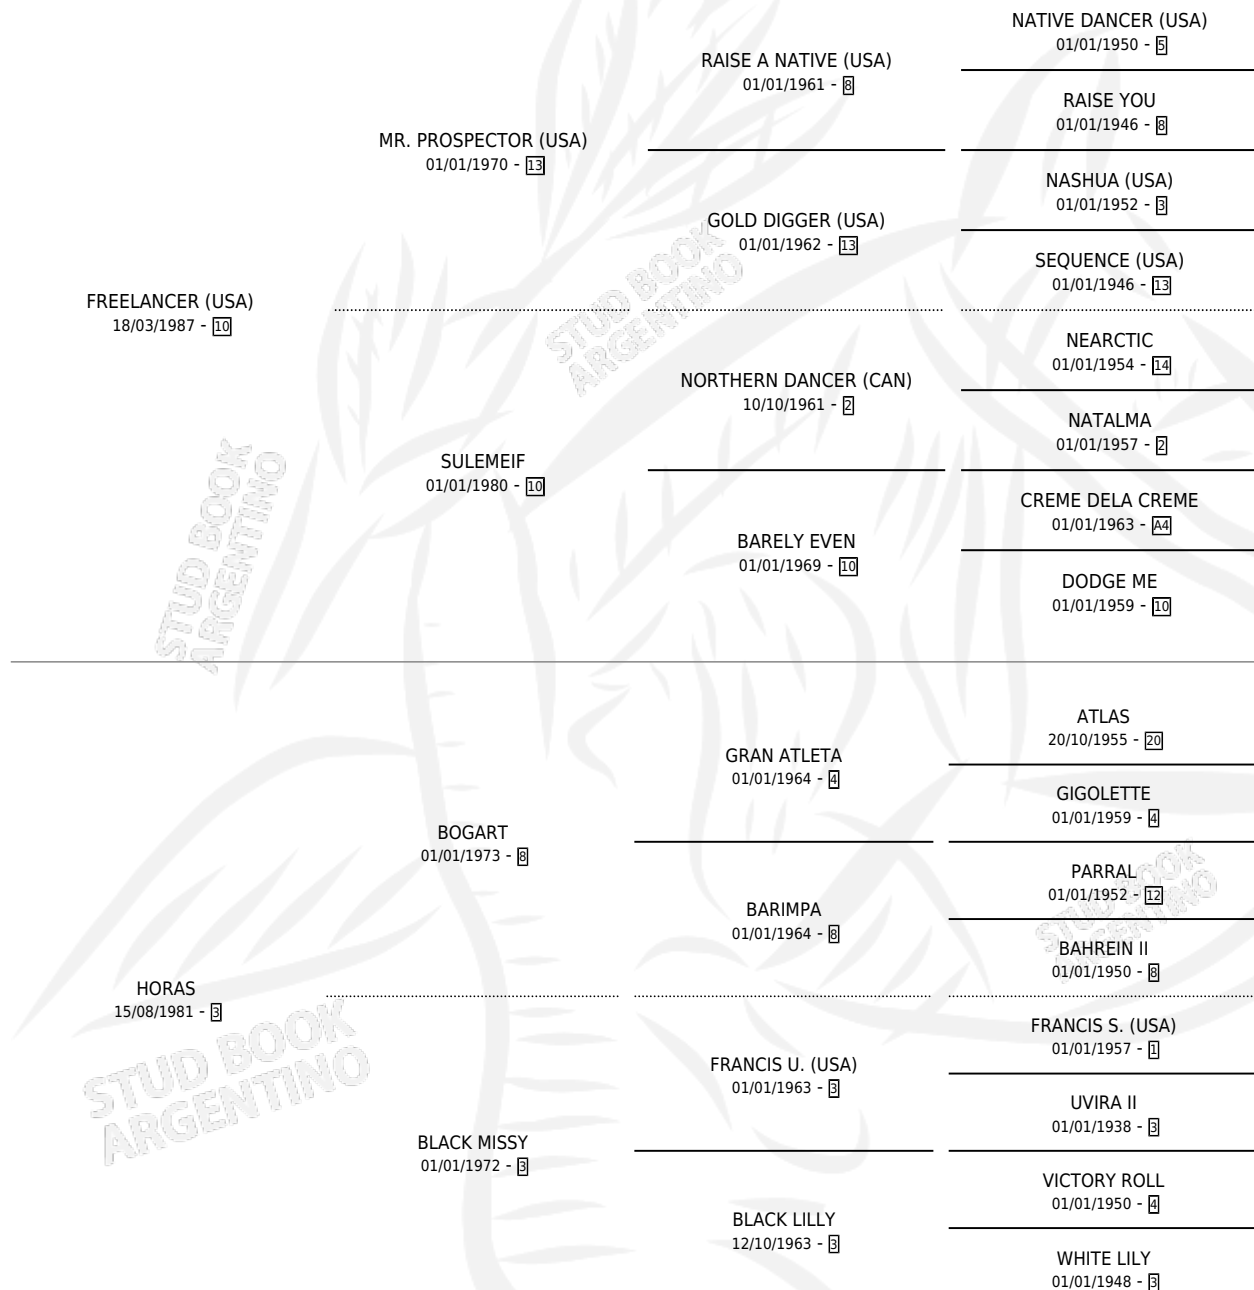 NATIVE DANCER (USA)
01/01/1950 - 5
RAISE A NATIVE (USA)
01/01/1961 - 8
RAISE YOU
01/01/1946 - 8
MR. PROSPECTOR (USA)
01/01/1970 - 13
NASHUA (USA)
01/01/1952 - 3
GOLD DIGGER (USA)
01/01/1962 - 13
SEQUENCE (USA)
01/01/1946 - 13
FREELANCER (USA)
18/03/1987 - 10
NEARCTIC
01/01/1954 - 14
NORTHERN DANCER (CAN)
10/10/1961 - 2
NATALMA
01/01/1957 - 2
SULEMEIF
01/01/1980 - 10
CREME DELA CREME
01/01/1963 - A4
BARELY EVEN
01/01/1969 - 10
DODGE ME
01/01/1959 - 10
ATLAS
20/10/1955 - 20
GRAN ATLETA
01/01/1964 - 4
GIGOLETTE
01/01/1959 - 4
BOGART
01/01/1973 - 8
PARRAL
01/01/1952 - 12
BARIMPA
01/01/1964 - 8
BAHREIN II
01/01/1950 - 8
HORAS
15/08/1981 - 3
FRANCIS S. (USA)
01/01/1957 - 1
FRANCIS U. (USA)
01/01/1963 - 3
UVIRA II
01/01/1938 - 3
BLACK MISSY
01/01/1972 - 3
VICTORY ROLL
01/01/1950 - 4
BLACK LILLY
12/10/1963 - 3
WHITE LILY
01/01/1948 - 3
STUD BOOK
ARGENTINO
STUD BOOK
ARGENTINO
STUD BOOK
ARGENTINO
STUD BOOK
ARGENTINO